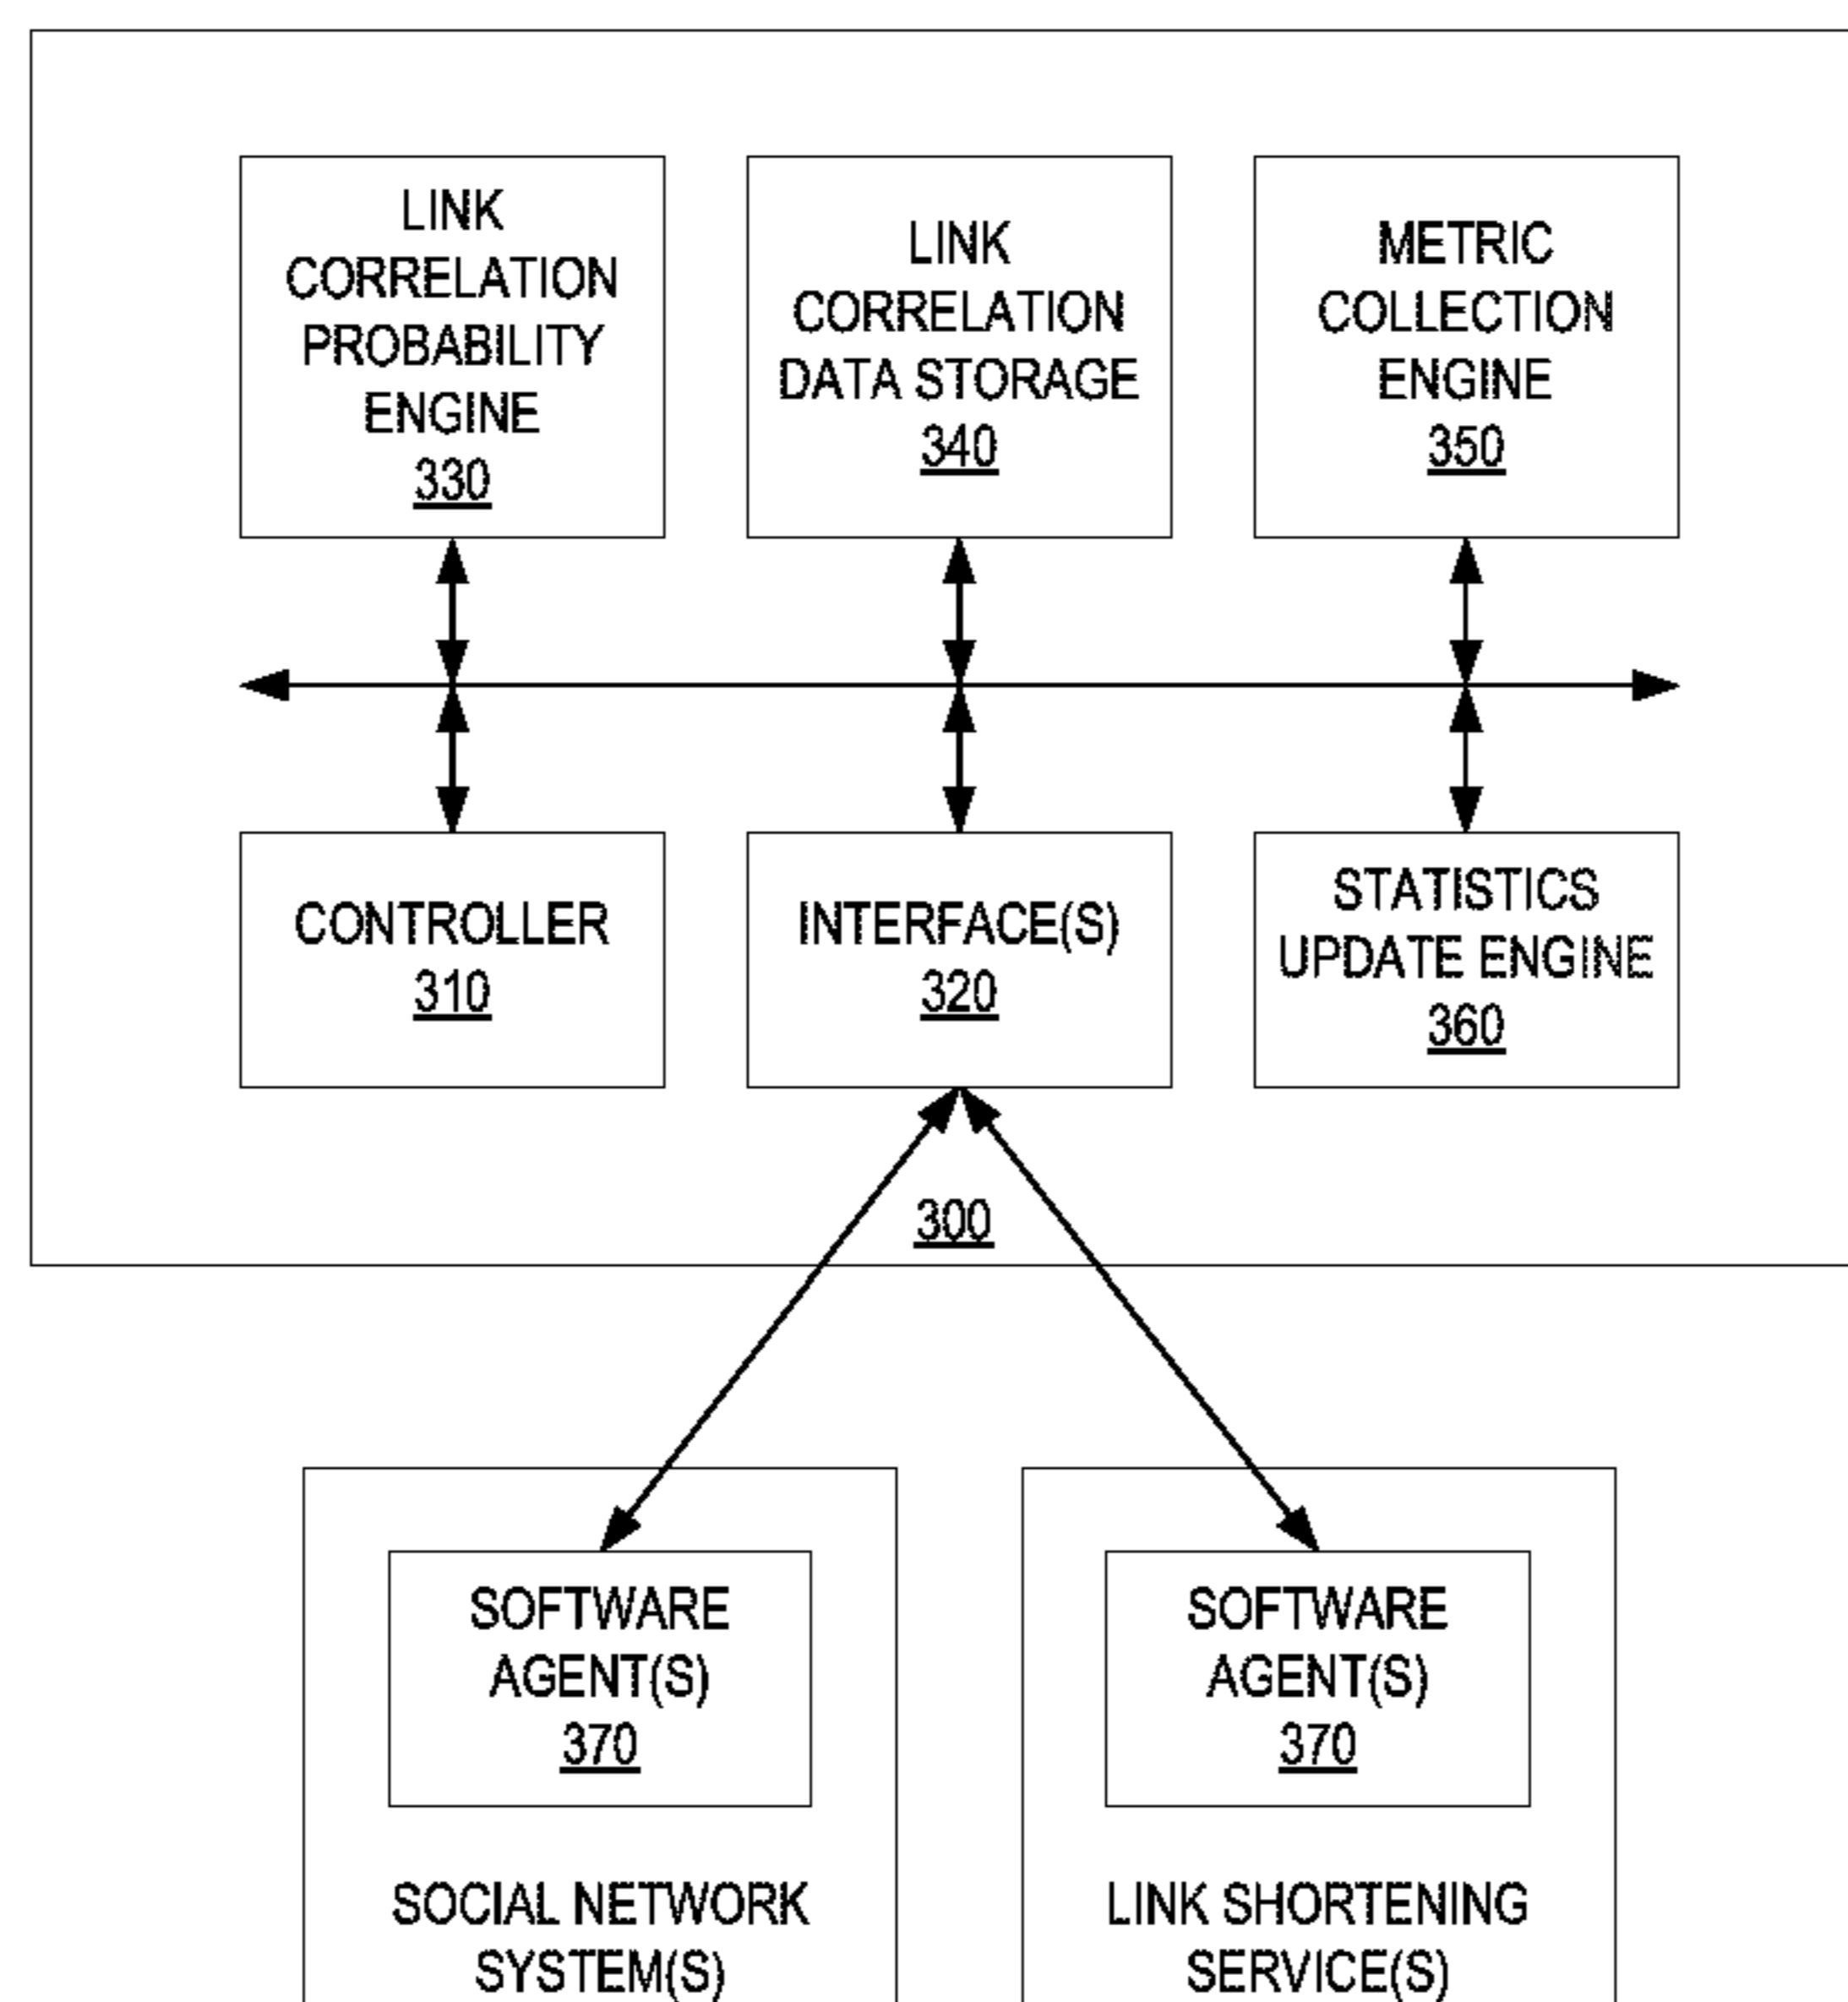 LINK
CORRELATION
PROBABILITY
ENGINE
330
LINK
CORRELATION
DATA STORAGE
340
METRIC
COLLECTION
ENGINE
350
CONTROLLER
310
INTERFACE(S)
320
STATISTICS
UPDATE ENGINE
360
300
SOFTWARE
AGENT(S)
370
SOCIAL NETWORK
SYSTEM(S)
SOFTWARE
AGENT(S)
370
LINK SHORTENING
SERVICE(S)